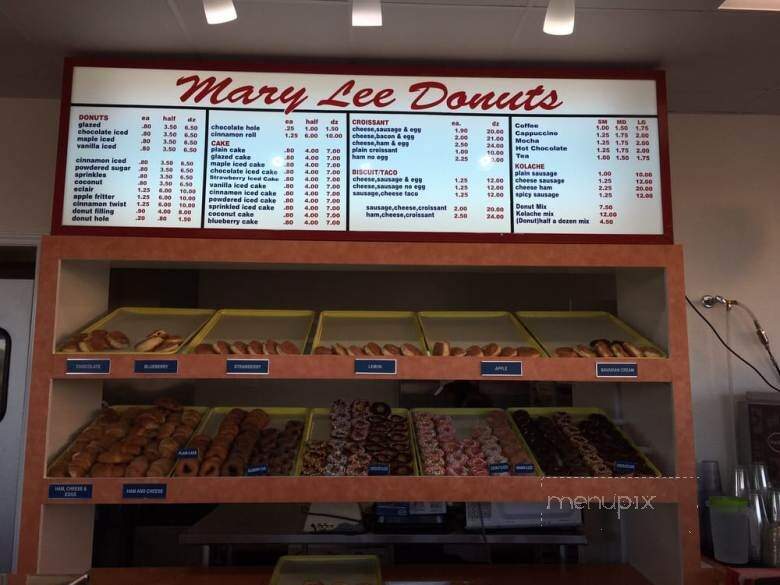 Mary Lee Donuts
DONUTS ea half dz
glazed .80 3.50 6.50
chocolate iced .80 3.50 6.50
maple iced .80 3.50 6.50
vanilla iced .80 3.50 6.50
cinnamon iced .80 3.50 6.50
powdered sugar .80 3.50 6.50
sprinkles .80 3.50 6.50
coconut .80 3.50 6.50
eclair 1.25 6.00 10.00
apple fritter 1.25 6.00 10.00
cinnaman twist 1.25 6.00 10.00
donut filling .90 4.00 8.00
donut hole .20 .80 1.50
ea half dz
chocolate hole .25 1.00 1.50
cinnamon roll 1.25 6.00 10.00
CAKE
plain cake .80 4.00 7.00
glazed cake .80 4.00 7.00
maple iced cake .80 4.00 7.00
chocolate iced cake .80 4.00 7.00
Strawberry iced Cake .80 4.00 7.00
vanilla iced cake .80 4.00 7.00
cinnamen iced cake .80 4.00 7.00
powdered iced cake .80 4.00 7.00
sprinkled iced cake .80 4.00 7.00
coconut cake .80 4.00 7.00
blueberry cake .80 4.00 7.00
CROISSANT ea. dz
cheese,sausage & egg 1.90 20.00
cheese,bacon & egg 2.00 21.00
cheese,ham & egg 2.50 24.00
plain croissant 1.00 10.00
ham no egg 2.25
BISCUIT/TACO
cheese,sausage & egg 1.25 12.00
cheese,sausage no egg 1.25 12.00
sausage,cheese taco 1.25 12.00
sausage,cheese,croissant 2.00 20.00
ham,cheese,croissant 2.50 24.00
SM MD LG
Coffee 1.00 1.50 1.75
Cappuccino 1.25 1.75 2.00
Mocha 1.25 1.75 2.00
Hot Chocolate 1.25 1.75 2.00
Tea 1.00 1.50 1.75
KOLACHE
plain sausage 1.00 10.00
cheese sausage 1.25 12.00
cheese ham 2.25 20.00
spicy sausage 1.25 12.00
Donut Mix 7.50
Kolache mix 12.00
(Donut)half a dozen mix 4.50
CHOCOLATE
BLUEBERRY
STRAWBERRY
LEMON
APPLE
BAVARIAN CREAM
PLAIN CAKE
HAM, CHEESE & EGGS
HAM AND CHEESE
menupix